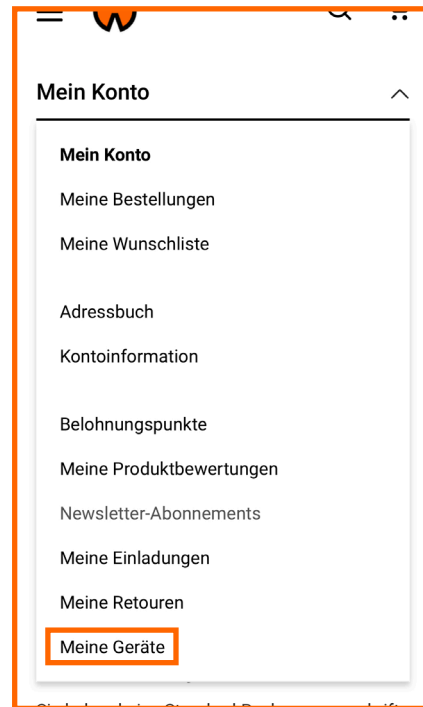 Mein Konto
Mein Konto
Meine Bestellungen
Meine Wunschliste
Adressbuch
Kontoinformation
Belohnungspunkte
Meine Produktbewertungen
Newsletter-Abonnements
Meine Einladungen
Meine Retouren
Meine Geräte